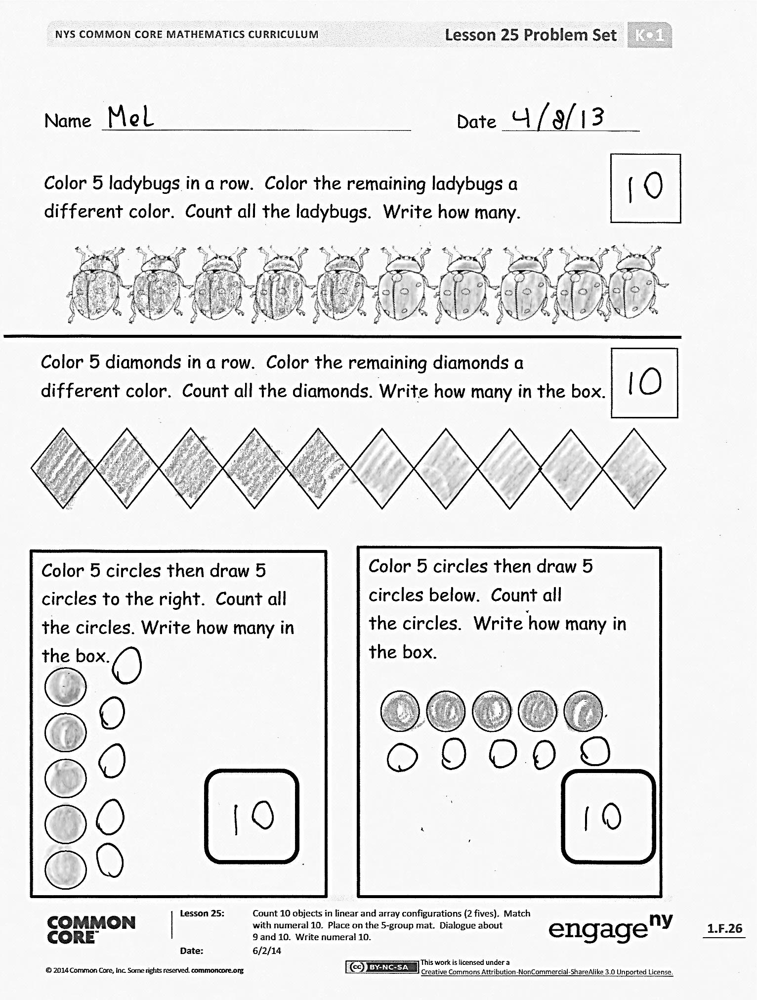 NYS COMMON CORE MATHEMATICS CURRICULUM
Lesson 25 Problem Set
K•1
Name MeL
Date 4/8/13
Color 5 ladybugs in a row. Color the remaining ladybugs a
different color. Count all the ladybugs. Write how many.
10
Color 5 diamonds in a row. Color the remaining diamonds a
different color. Count all the diamonds. Write how many in the box.
10
Color 5 circles then draw 5
circles to the right. Count all
the circles. Write how many in
the box.
10
Color 5 circles then draw 5
circles below. Count all
the circles. Write how many in
the box.
10
COMMON
CORE™
Lesson 25:
Count 10 objects in linear and array configurations (2 fives). Match
with numeral 10. Place on the 5-group mat. Dialogue about
9 and 10. Write numeral 10.
Date:
6/2/14
engageny
1.F.26
© 2014 Common Core, Inc. Some rights reserved. commoncore.org
(cc) BY-NC-SA
This work is licensed under a
Creative Commons Attribution-NonCommercial-ShareAlike 3.0 Unported License.